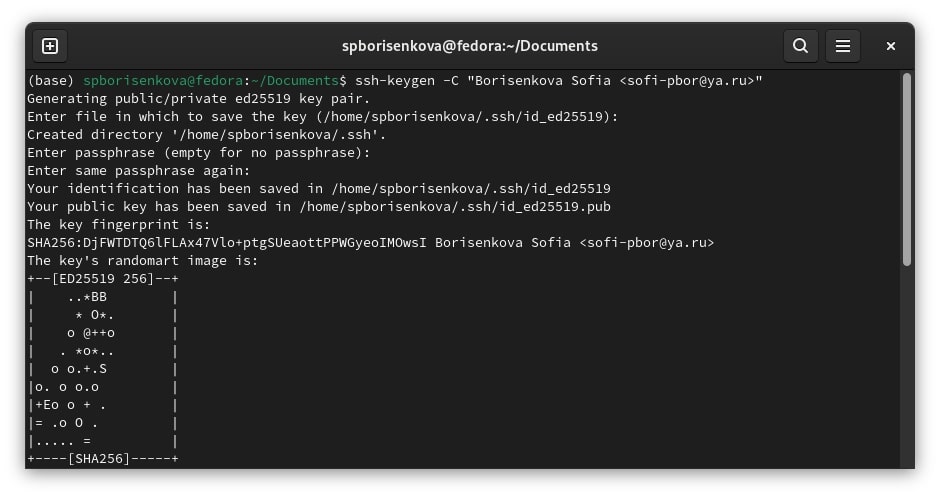 spborisenkova@fedora:~/Documents
(base) spborisenkova@fedora:~/Documents$ ssh-keygen -C "Borisenkova Sofia <sofi-pbor@ya.ru>"
Generating public/private ed25519 key pair.
Enter file in which to save the key (/home/spborisenkova/.ssh/id_ed25519):
Created directory '/home/spborisenkova/.ssh'.
Enter passphrase (empty for no passphrase):
Enter same passphrase again:
Your identification has been saved in /home/spborisenkova/.ssh/id_ed25519
Your public key has been saved in /home/spborisenkova/.ssh/id_ed25519.pub
The key fingerprint is:
SHA256:DjFWTDTQ6lFLAx47Vlo+ptgSUeaottPPWGyeoIMOwsI Borisenkova Sofia <sofi-pbor@ya.ru>
The key's randomart image is:
+--[ED25519 256]--+
|    ..*BB        |
|     * O*.       |
|    o @++o       |
|   . *o*..       |
|  o o.+.S        |
|o. o o.o         |
|+Eo o + .        |
|= .o O .         |
|..... =          |
+----[SHA256]-----+